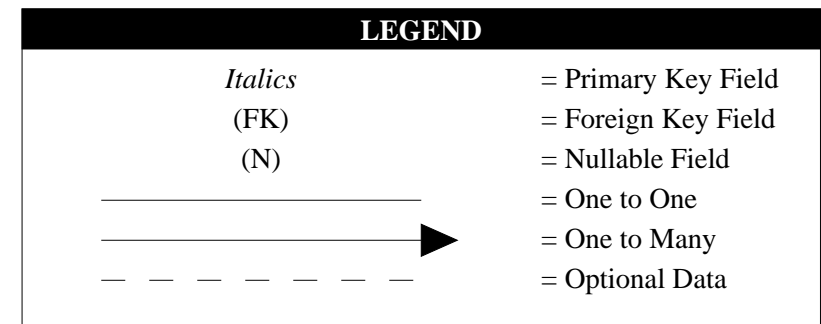 LEGEND
Italics = Primary Key Field
(FK) = Foreign Key Field
(N) = Nullable Field
= One to One
= One to Many
= Optional Data